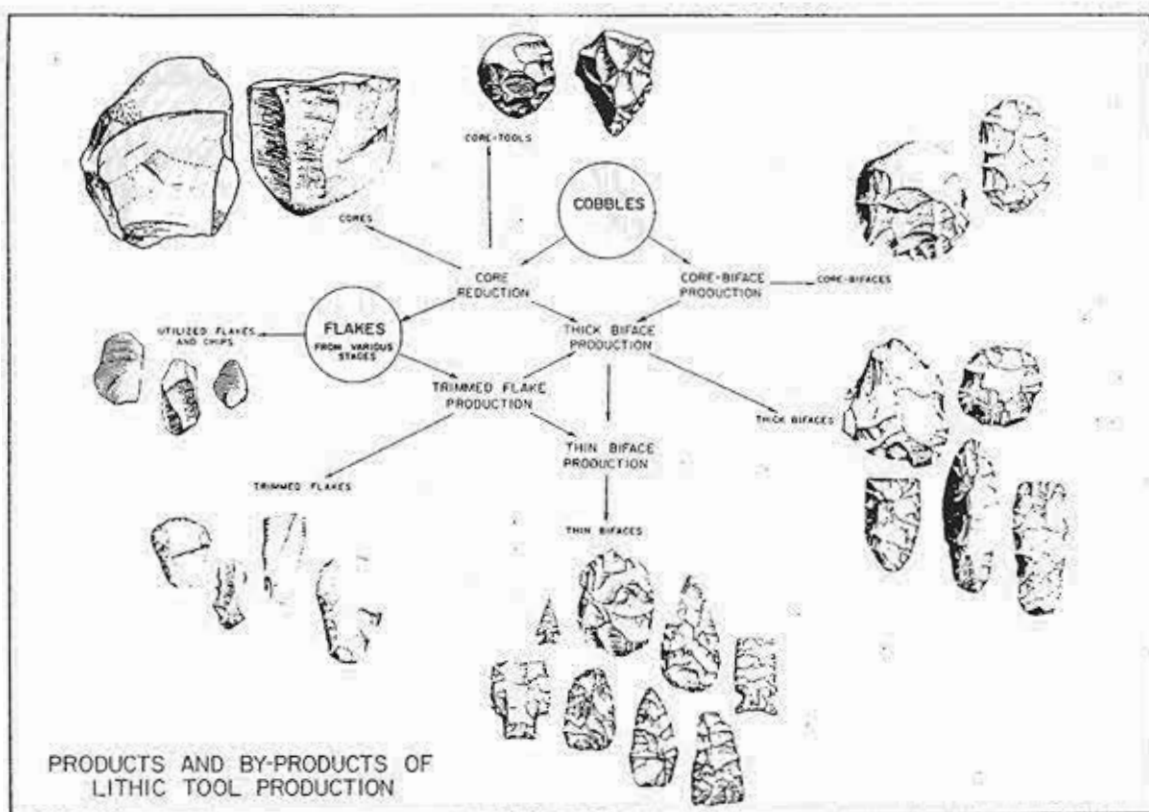 CORE-TOOLS
COBBLES
CORES
CORE
REDUCTION
CORE-BIFACE
PRODUCTION
CORE-BIFACES
FLAKES
FROM VARIOUS
STAGES
UTILIZED FLAKES
AND CHIPS
THICK BIFACE
PRODUCTION
TRIMMED FLAKE
PRODUCTION
THICK BIFACES
THIN BIFACE
PRODUCTION
TRIMMED FLAKES
THIN BIFACES
PRODUCTS AND BY-PRODUCTS OF
LITHIC TOOL PRODUCTION